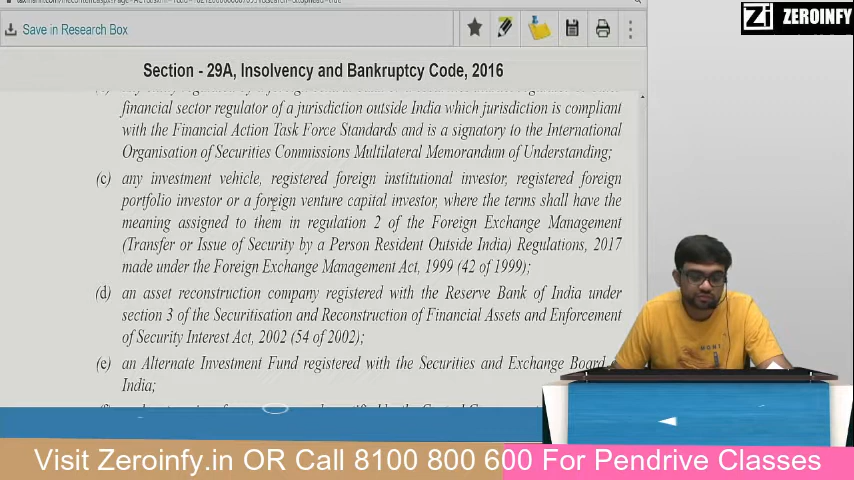 Save in Research Box
Zi ZEROINFY
Section - 29A, Insolvency and Bankruptcy Code, 2016
financial sector regulator of a jurisdiction outside India which jurisdiction is compliant
with the Financial Action Task Force Standards and is a signatory to the International
Organisation of Securities Commissions Multilateral Memorandum of Understanding;
(c) any investment vehicle, registered foreign institutional investor, registered foreign
portfolio investor or a foreign venture capital investor, where the terms shall have the
meaning assigned to them in regulation 2 of the Foreign Exchange Management
(Transfer or Issue of Security by a Person Resident Outside India) Regulations, 2017
made under the Foreign Exchange Management Act, 1999 (42 of 1999);
(d) an asset reconstruction company registered with the Reserve Bank of India under
section 3 of the Securitisation and Reconstruction of Financial Assets and Enforcement
of Security Interest Act, 2002 (54 of 2002);
(e) an Alternate Investment Fund registered with the Securities and Exchange Board
India;
Visit Zeroinfy.in OR Call 8100 800 600 For Pendrive Classes